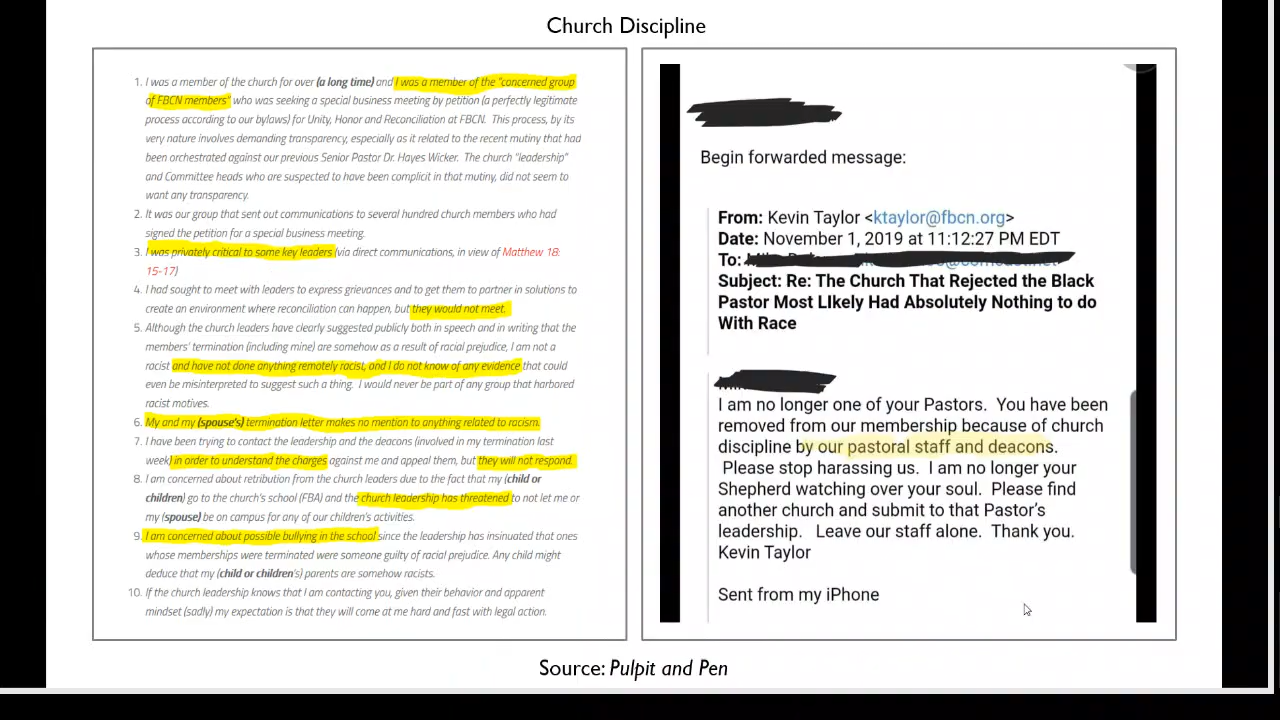 Church Discipline
1. I was a member of the church for over (a long time) and I was a member of the "concerned group
of FBCN members" who was seeking a special business meeting by petition (a perfectly legitimate
process according to our bylaws) for Unity, Honor and Reconciliation at FBCN. This process, by its
very nature involves demanding transparency, especially as it related to the recent mutiny that had
been orchestrated against our previous Senior Pastor Dr. Hayes Wicker. The church "leadership"
and Committee heads who are suspected to have been complicit in that mutiny, did not seem to
want any transparency.
2. It was our group that sent out communications to several hundred church members who had
signed the petition for a special business meeting.
3. I was privately critical to some key leaders (via direct communications, in view of Matthew 18:
15-17)
4. I had sought to meet with leaders to express grievances and to get them to partner in solutions to
create an environment where reconciliation can happen, but they would not meet.
5. Although the church leaders have clearly suggested publicly both in speech and in writing that the
members' termination (including mine) are somehow as a result of racial prejudice, I am not a
racist and have not done anything remotely racist, and I do not know of any evidence that could
even be misinterpreted to suggest such a thing. I would never be part of any group that harbored
racist motives.
6. My and my (spouse's) termination letter makes no mention to anything related to racism.
7. I have been trying to contact the leadership and the deacons (involved in my termination last
week) in order to understand the charges against me and appeal them, but they will not respond.
8. I am concerned about retribution from the church leaders due to the fact that my (child or
children) go to the church's school (FBA) and the church leadership has threatened to not let me or
my (spouse) be on campus for any of our children's activities.
9. I am concerned about possible bullying in the school since the leadership has insinuated that ones
whose memberships were terminated were someone guilty of racial prejudice. Any child might
deduce that my (child or children's) parents are somehow racists.
10. If the church leadership knows that I am contacting you, given their behavior and apparent
mindset (sadly) my expectation is that they will come at me hard and fast with legal action.
Begin forwarded message:
From: Kevin Taylor <ktaylor@fbcn.org>
Date: November 1, 2019 at 11:12:27 PM EDT
To:
Subject: Re: The Church That Rejected the Black
Pastor Most LIkely Had Absolutely Nothing to do
With Race
I am no longer one of your Pastors. You have been
removed from our membership because of church
discipline by our pastoral staff and deacons.
Please stop harassing us. I am no longer your
Shepherd watching over your soul. Please find
another church and submit to that Pastor's
leadership. Leave our staff alone. Thank you.
Kevin Taylor
Sent from my iPhone
Source: Pulpit and Pen